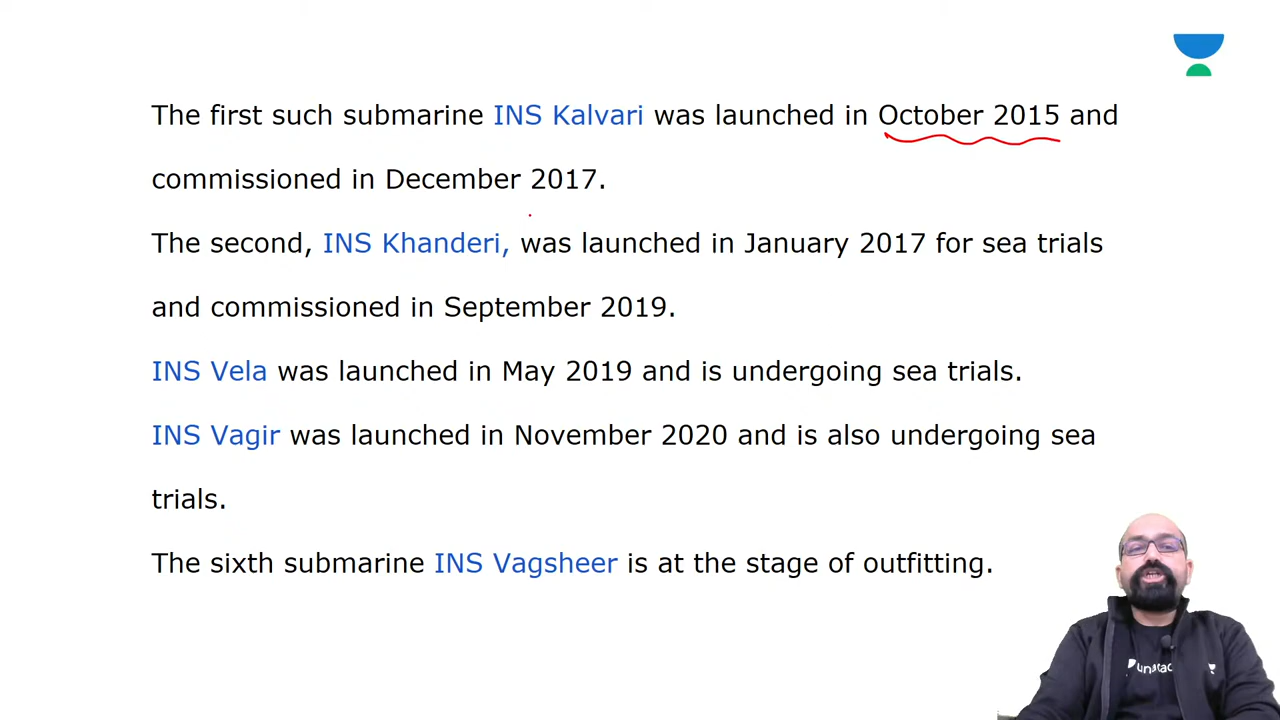 The first such submarine INS Kalvari was launched in October 2015 and
commissioned in December 2017.
The second, INS Khanderi, was launched in January 2017 for sea trials
and commissioned in September 2019.
INS Vela was launched in May 2019 and is undergoing sea trials.
INS Vagir was launched in November 2020 and is also undergoing sea
trials.
The sixth submarine INS Vagsheer is at the stage of outfitting.